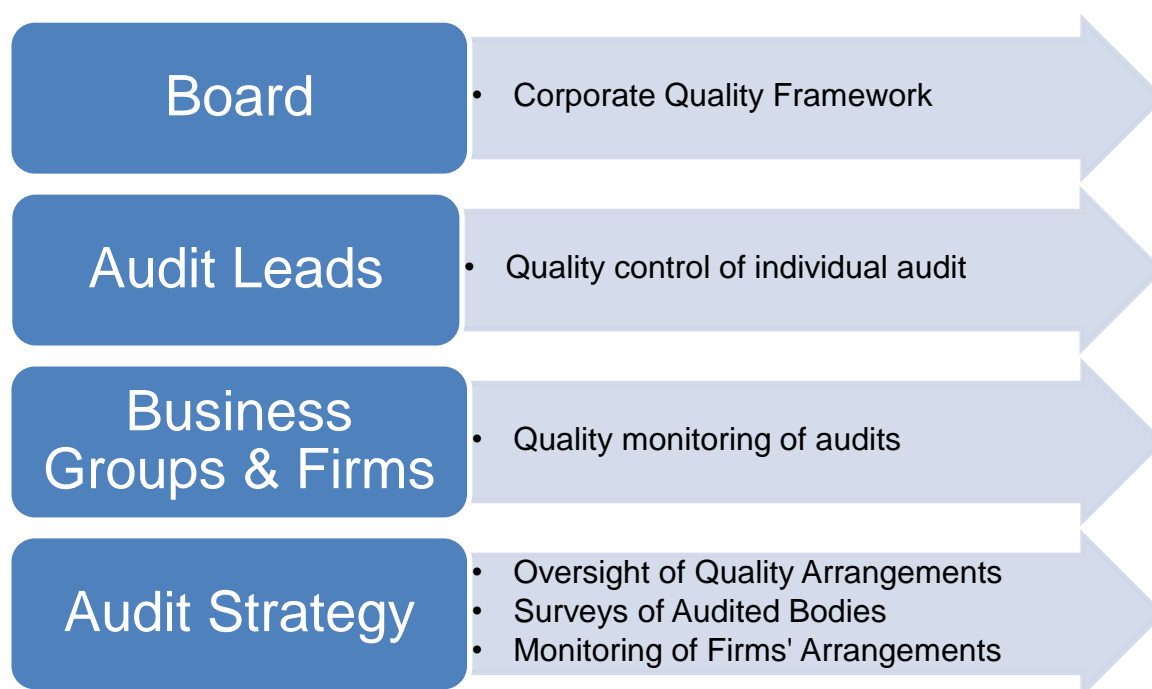 Board
• Corporate Quality Framework
Audit Leads
• Quality control of individual audit
Business
Groups & Firms
• Quality monitoring of audits
Audit Strategy
• Oversight of Quality Arrangements
• Surveys of Audited Bodies
• Monitoring of Firms' Arrangements